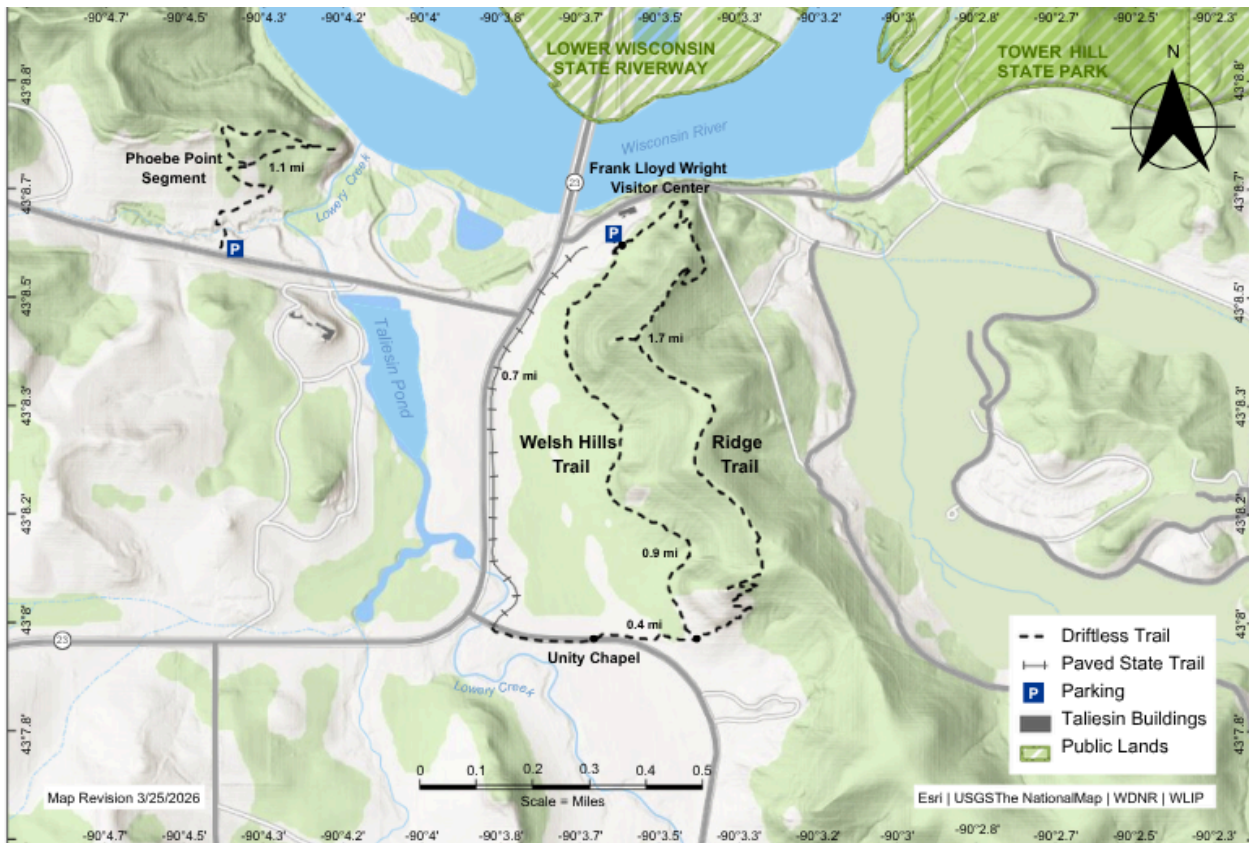 -90°4.7'
-90°4.5'
-90°4.4'
-90°4.2'
-90°4'
-90°3.8'
-90°3.7'
-90°3.5'
-90°3.3'
-90°3.2'
-90°3'
-90°2.8'
-90°2.7'
-90°2.5'
-90°2.3'
LOWER WISCONSIN
STATE RIVERWAY
TOWER HILL
STATE PARK
N
43°8.8'
43°8.8'
Wisconsin River
Phoebe Point
Segment
1.1 mi
Lowery Creek
23
Frank Lloyd Wright
Visitor Center
43°8.7'
43°8.7'
P
P
43°8.5'
43°8.5'
Taliesin Pond
1.7 mi
0.7 mi
43°8.3'
43°8.3'
Welsh Hills
Trail
Ridge
Trail
43°8.2'
43°8.2'
0.9 mi
43°8'
43°8'
0.4 mi
23
Unity Chapel
Lowery Creek
Driftless Trail
Paved State Trail
P
Parking
Taliesin Buildings
Public Lands
43°7.8'
43°7.8'
0 0.1 0.2 0.3 0.4 0.5
Scale = Miles
Map Revision 3/25/2026
Esri | USGSThe NationalMap | WDNR | WLIP
-90°4.7'
-90°4.5'
-90°4.4'
-90°4.2'
-90°4'
-90°3.8'
-90°3.7'
-90°3.5'
-90°3.3'
-90°3.2'
-90°3'
-90°2.8'
-90°2.7'
-90°2.5'
-90°2.3'